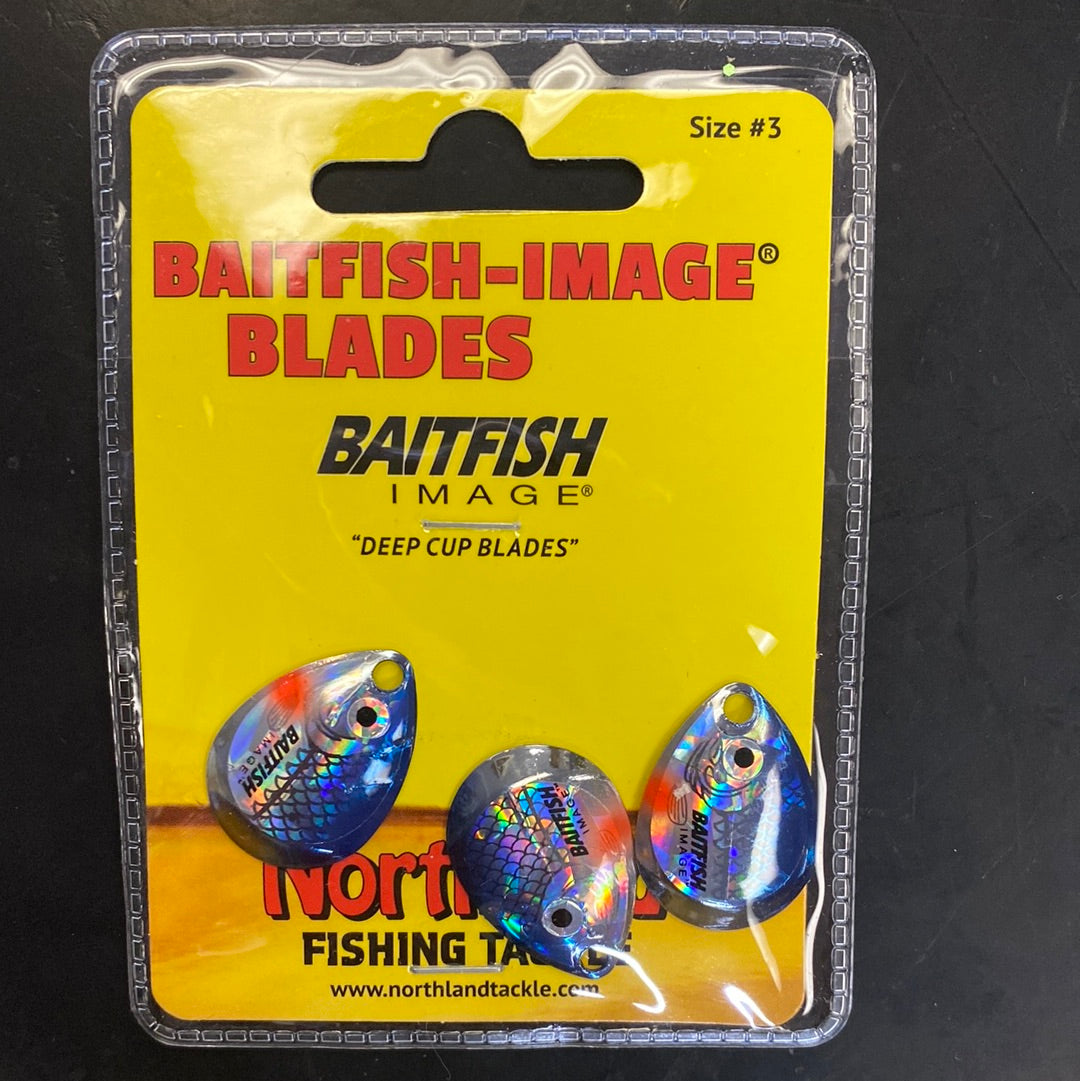 Size #3
BAITFISH-IMAGE®
BLADES
BAITFISH
IMAGE®
"DEEP CUP BLADES"
BAITFISH
IMAGE
BAITFISH
IMAGE
BAITFISH
IMAGE
FISHING
www.northlandtackle.com